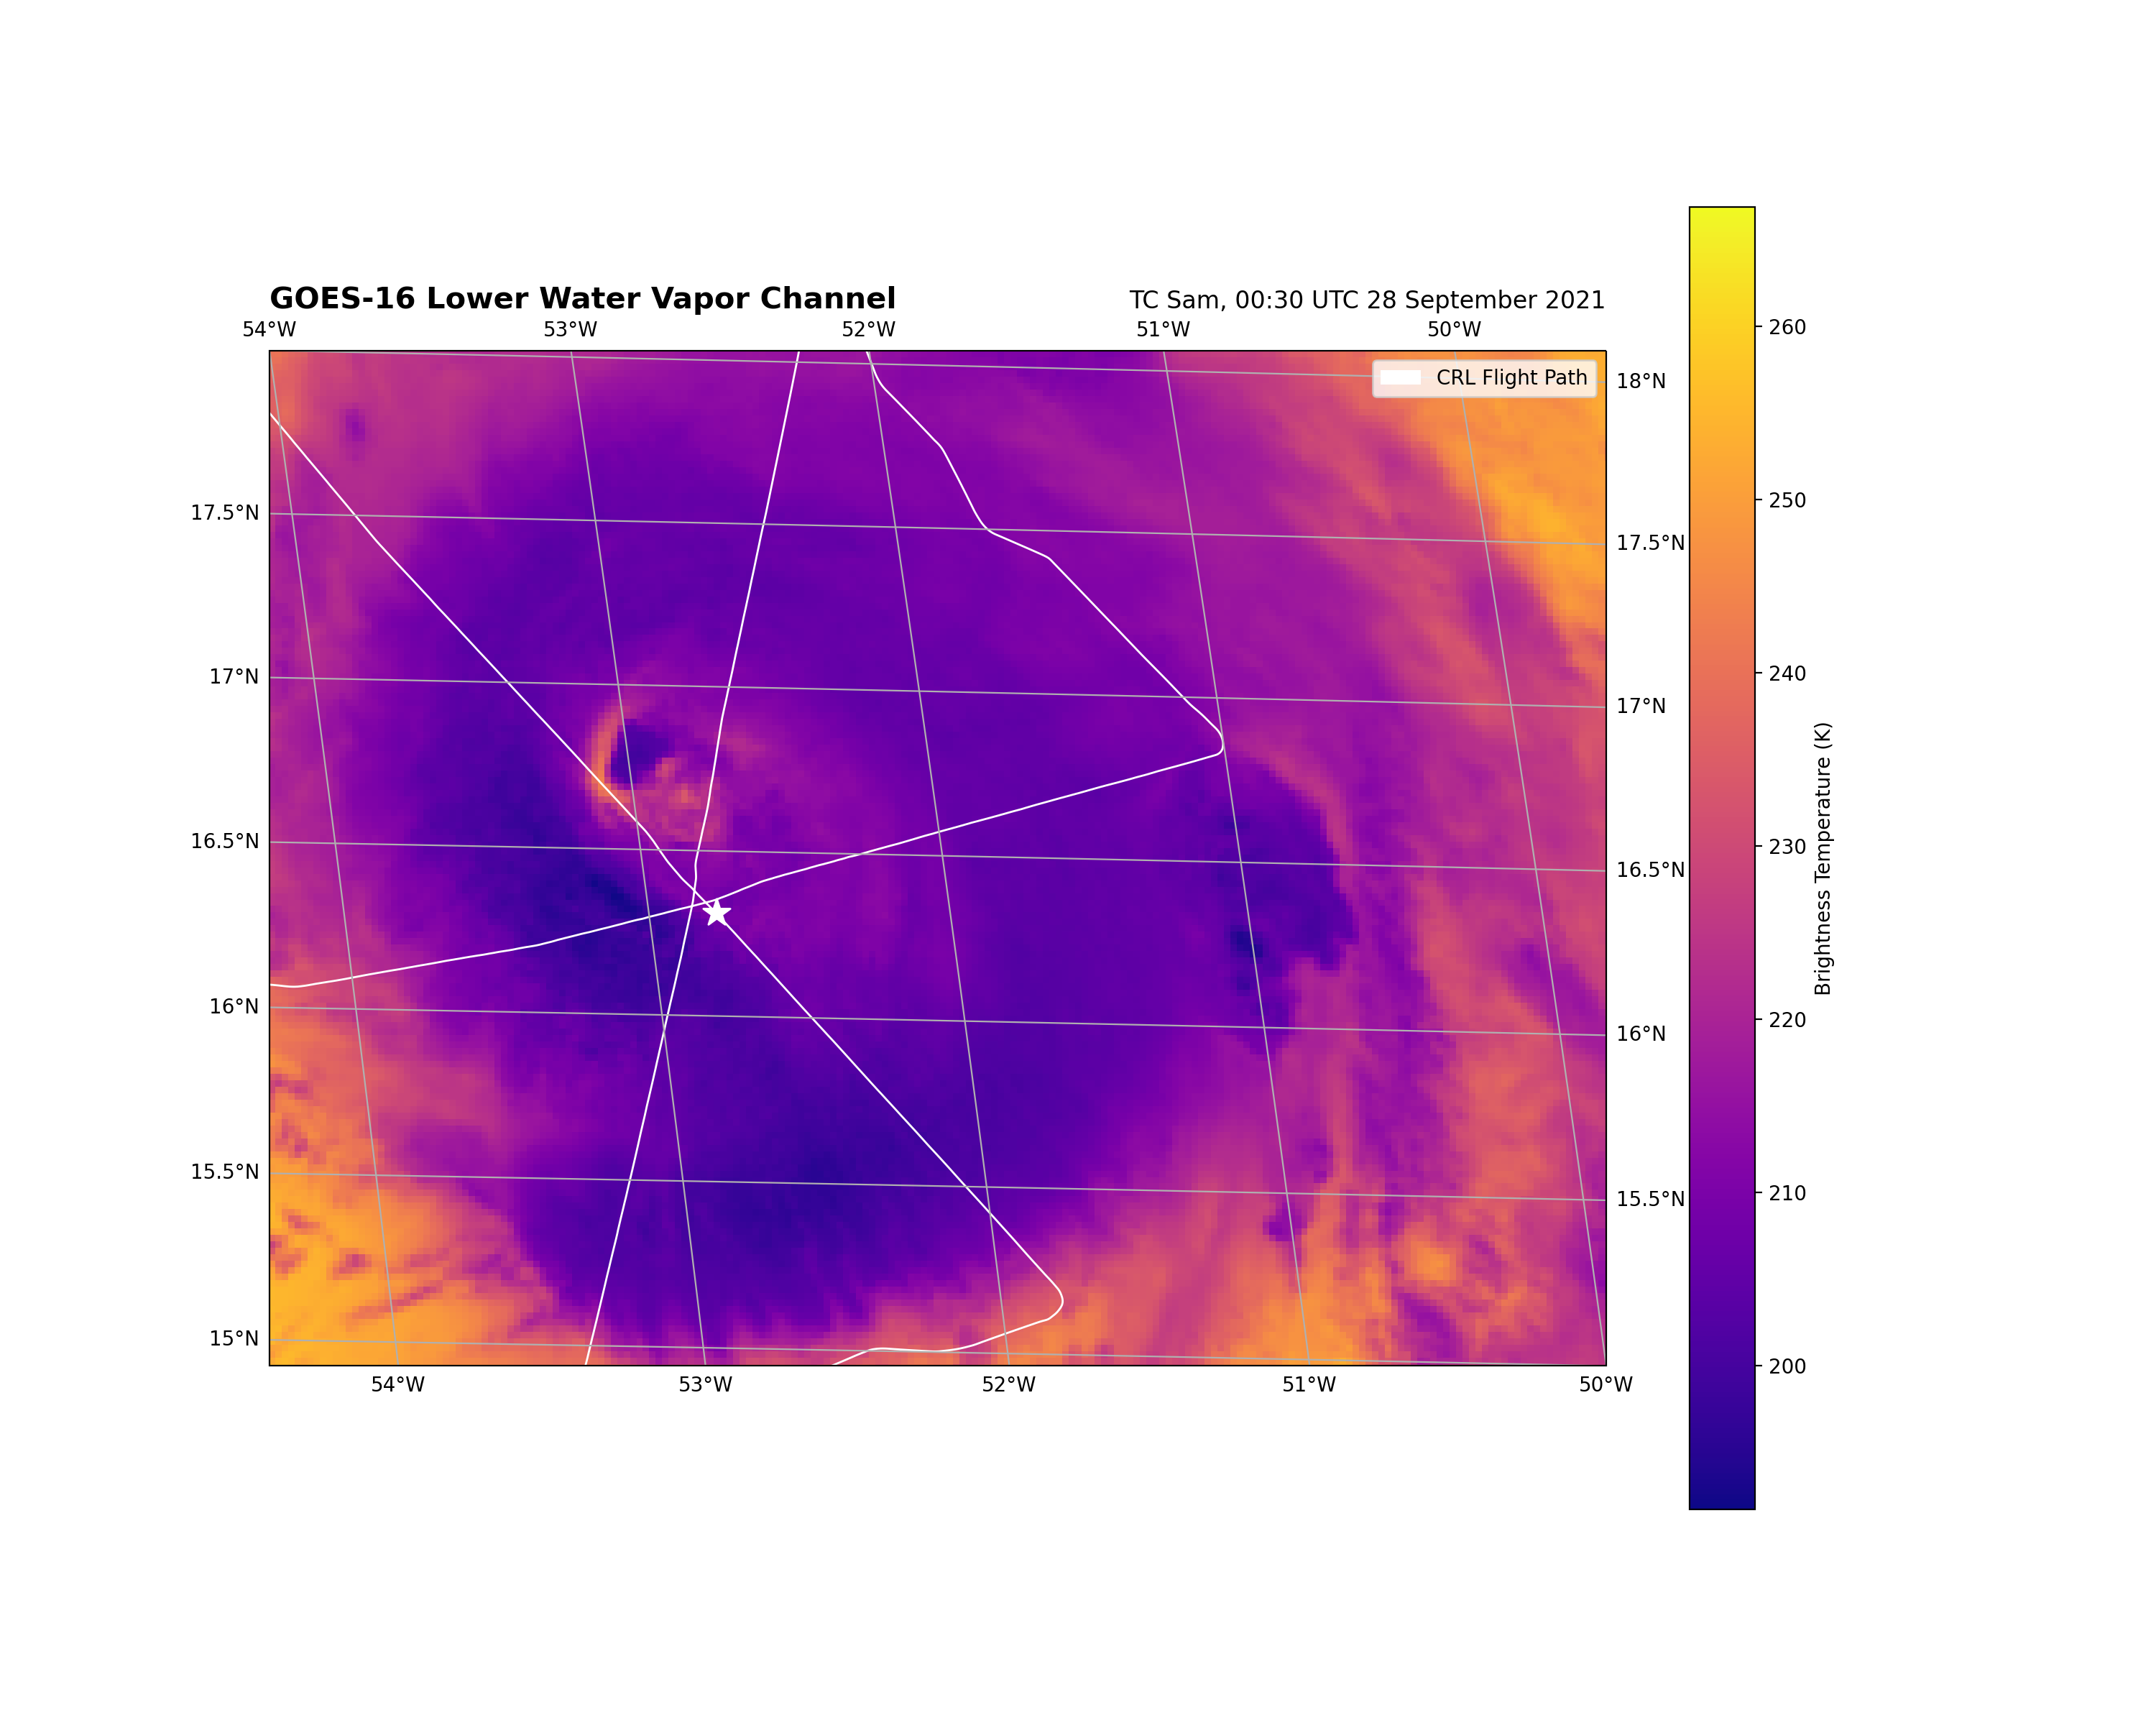 GOES-16 Lower Water Vapor Channel
TC Sam, 00:30 UTC 28 September 2021
54°W
53°W
52°W
51°W
50°W
CRL Flight Path
18°N
17.5°N
17.5°N
17°N
17°N
16.5°N
16.5°N
16°N
16°N
15.5°N
15.5°N
15°N
54°W
53°W
52°W
51°W
50°W
260
250
240
230
220
210
200
Brightness Temperature (K)